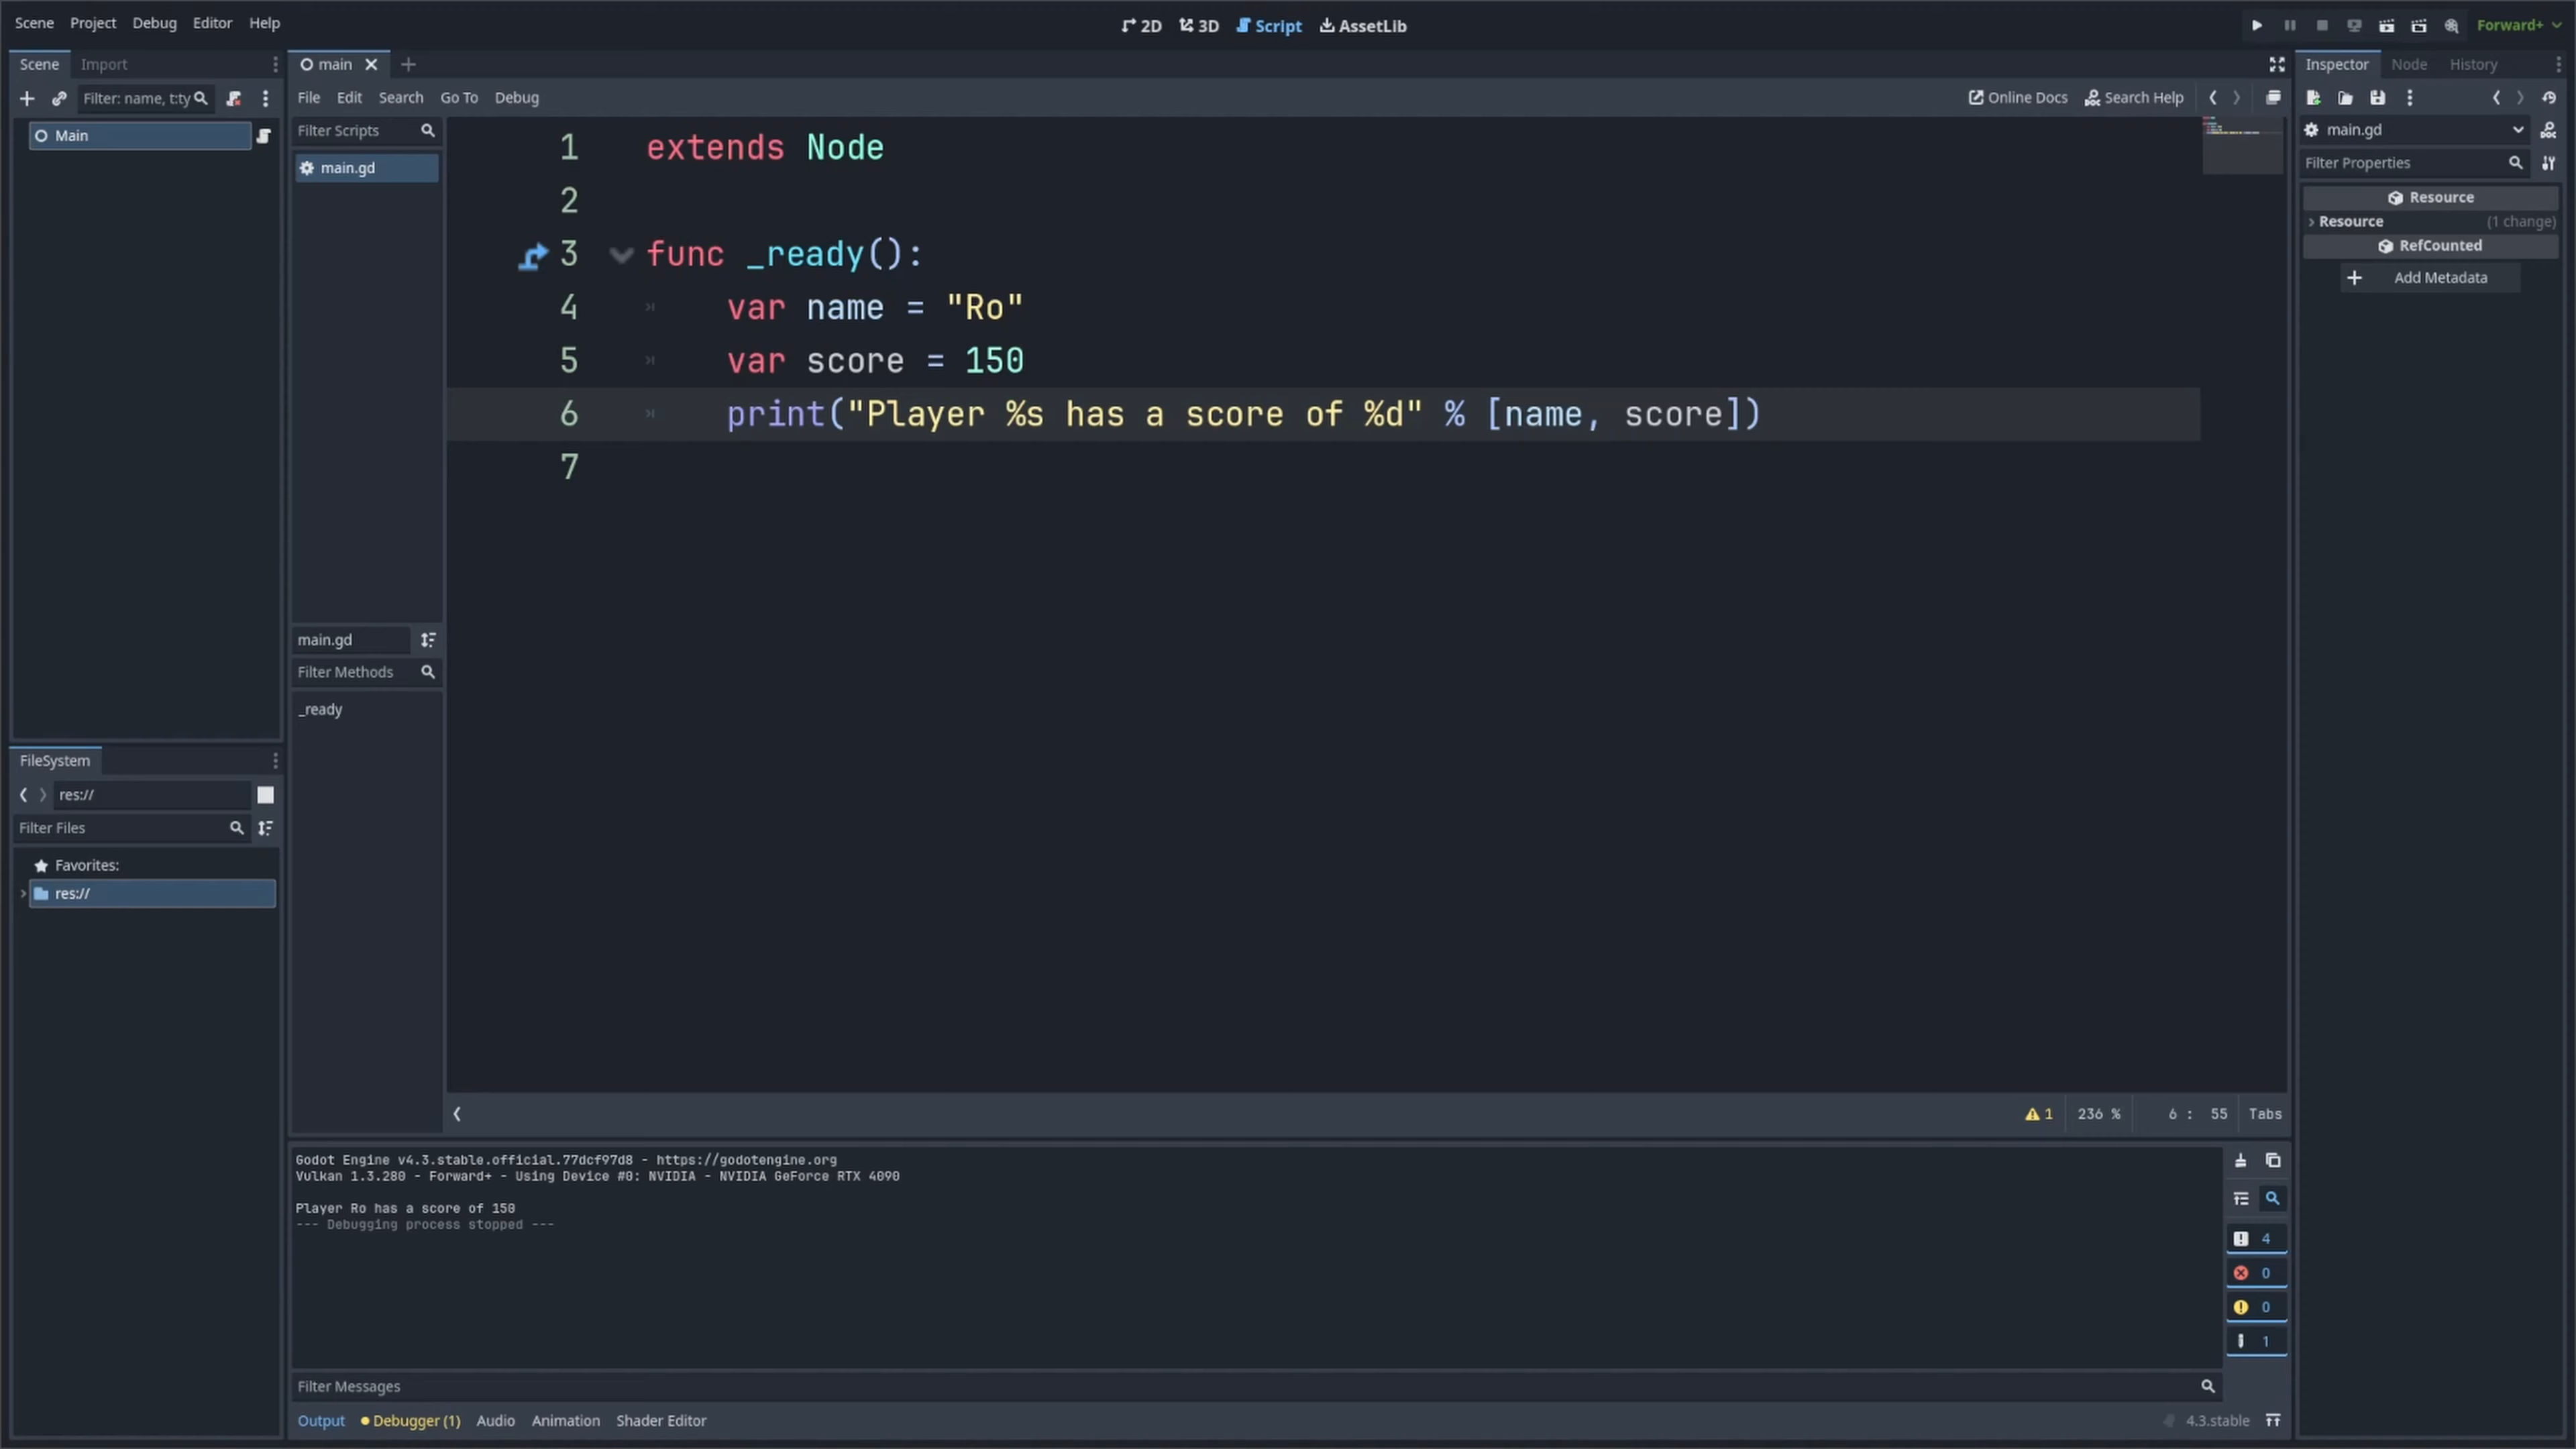 Scene Project Debug Editor Help
2D 3D Script AssetLib
Forward+
Scene Import
Filter: name, t:ty
Main
main
File Edit Search Go To Debug
Online Docs Search Help
Filter Scripts
main.gd
1 extends Node
2
3 func _ready():
4 var name = "Ro"
5 var score = 150
6 print("Player %s has a score of %d" % [name, score])
7
main.gd
Filter Methods
_ready
FileSystem
res://
Filter Files
Favorites:
res://
1 236 % 6 : 55 Tabs
Godot Engine v4.3.stable.official.77dcf97d8 - https://godotengine.org
Vulkan 1.3.280 - Forward+ - Using Device #0: NVIDIA - NVIDIA GeForce RTX 4090
Player Ro has a score of 150
--- Debugging process stopped ---
4
0
0
1
Filter Messages
Output Debugger (1) Audio Animation Shader Editor
4.3.stable
Inspector Node History
main.gd
Filter Properties
Resource
Resource (1 change)
RefCounted
Add Metadata